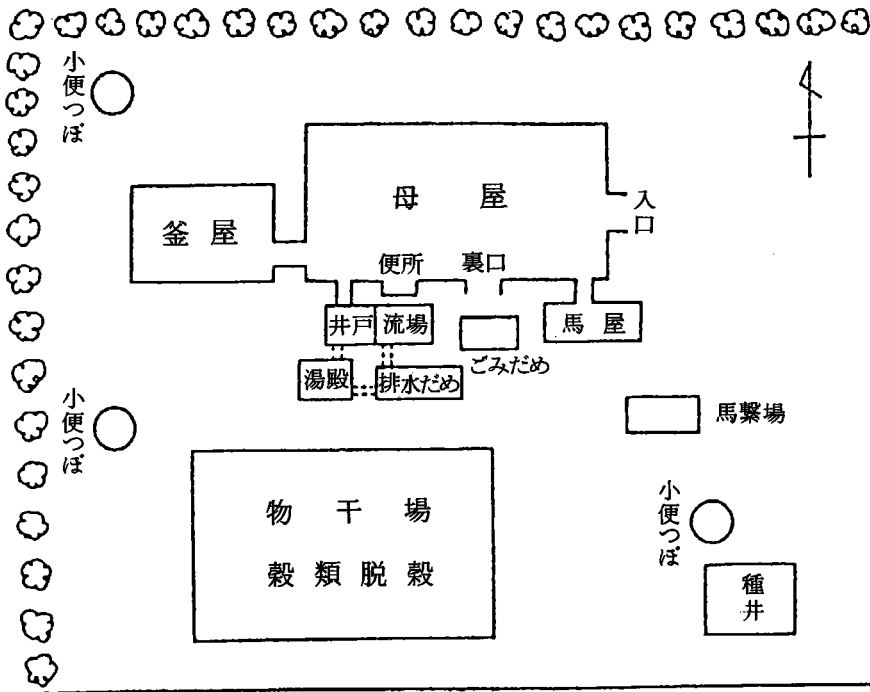 小便つぼ
母屋
入口
釜屋
便所
裏口
井戸
流場
馬屋
ごみだめ
湯殿
排水だめ
小便つぼ
馬繋場
物干場
穀類脱穀
小便つぼ
種井